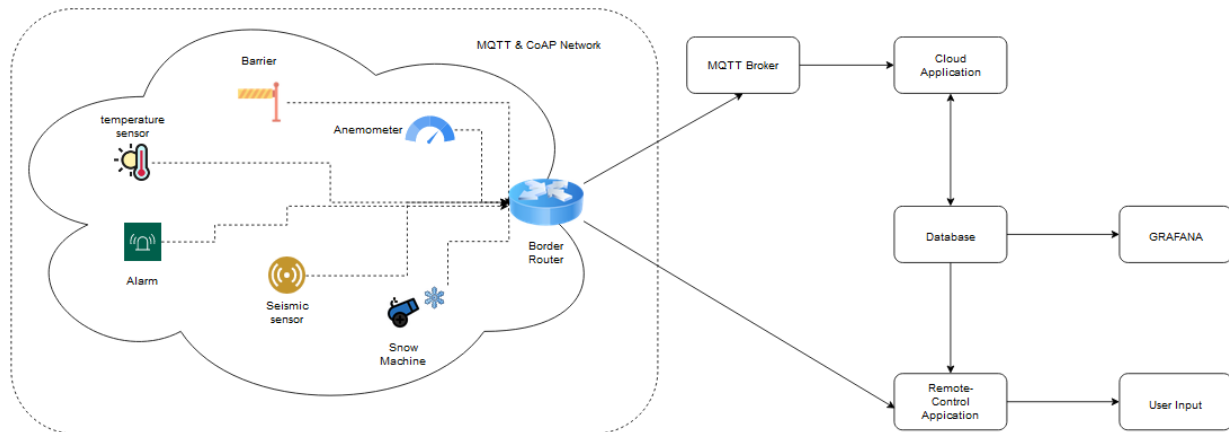 MQTT & CoAP Network
Barrier
temperature
sensor
Anemometer
Alarm
Seismic
sensor
Snow
Machine
Border
Router
MQTT Broker
Cloud
Application
Database
GRAFANA
Remote-
Control
Appication
User Input